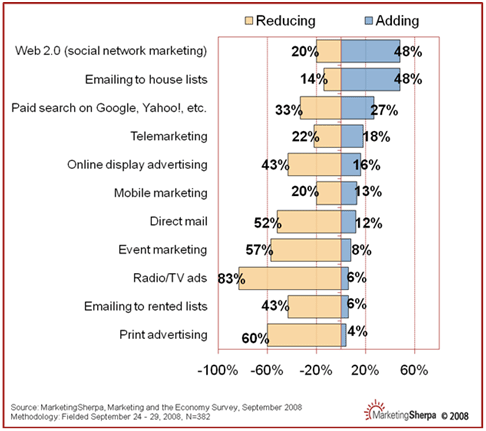 Reducing Adding
Web 2.0 (social network marketing) 20% 48%
Emailing to house lists 14% 48%
Paid search on Google, Yahoo!, etc. 33% 27%
Telemarketing 22% 18%
Online display advertising 43% 16%
Mobile marketing 20% 13%
Direct mail 52% 12%
Event marketing 57% 8%
Radio/TV ads 83% 6%
Emailing to rented lists 43% 6%
Print advertising 60% 4%
-100% -60% -20% 20% 60%
Source: MarketingSherpa, Marketing and the Economy Survey, September 2008
Methodology: Fielded September 24 - 29, 2008, N=382
MarketingSherpa © 2008